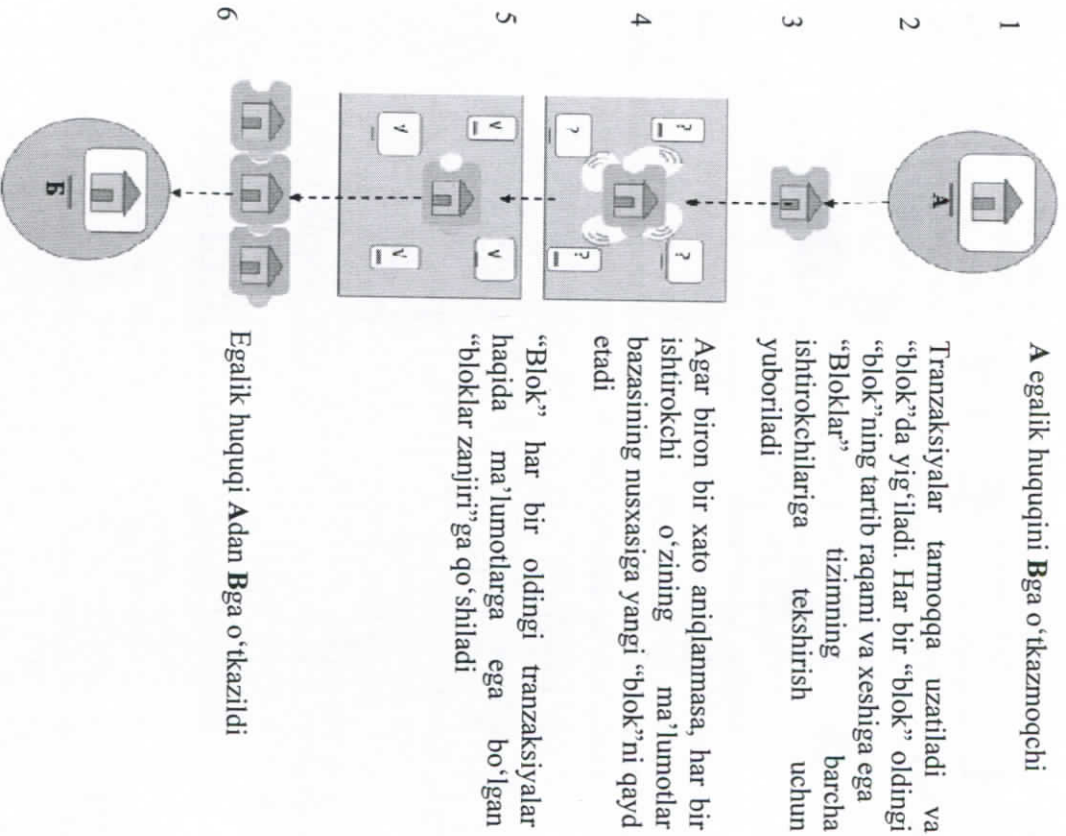 1
A
A egalik huquqini Bga o‘tkazmoqchi
2
Tranzaksiyalar tarmoqqa uzatiladi va
“blok”da yig‘iladi. Har bir “blok” oldingi
“blok”ning tartib raqami va xeshiga ega
3
“Bloklar” tizimning barcha
ishtirokchilariga tekshirish uchun
yuboriladi
4
?
?
?
?
Agar biron bir xato aniqlanmasa, har bir
ishtirokchi o‘zining ma’lumotlar
bazasining nusxasiga yangi “blok”ni qayd
etadi
5
v
v
v
v
“Blok” har bir oldingi tranzaksiyalar
haqida ma’lumotlarga ega bo‘lgan
“bloklar zanjiri”ga qo‘shiladi
6
Egalik huquqi Adan Bga o‘tkazildi
Б